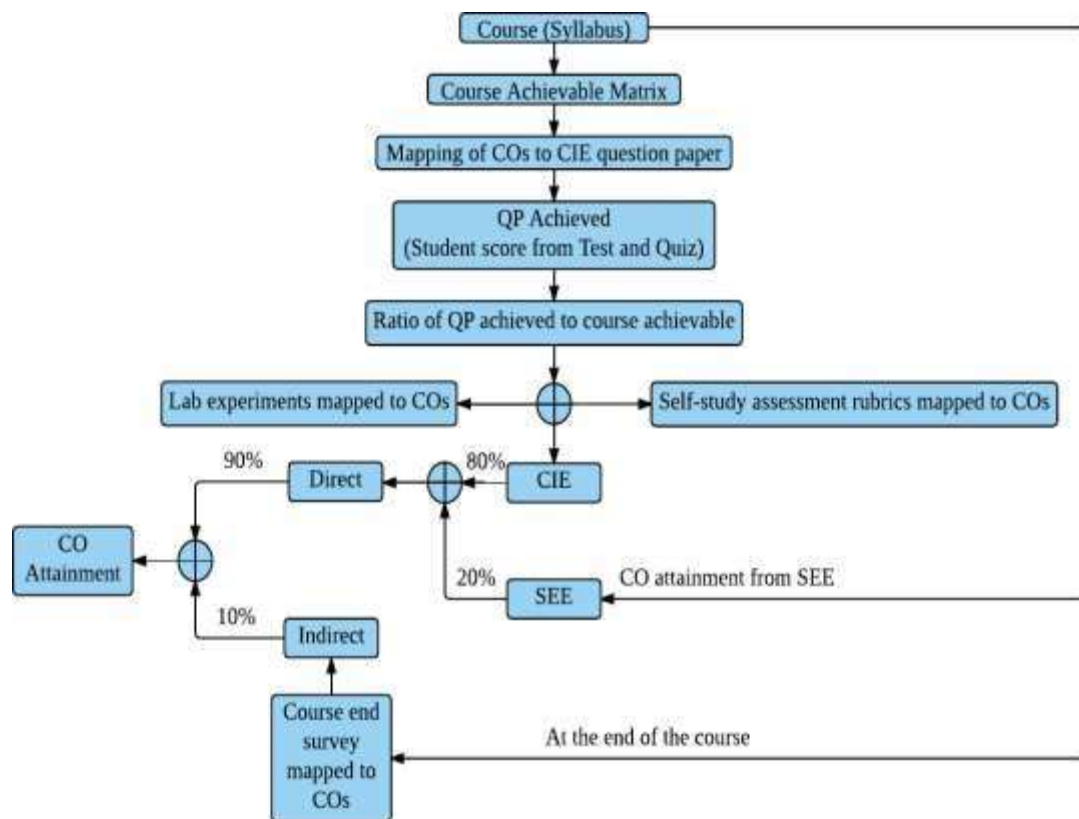 Course (Syllabus)
Course Achievable Matrix
Mapping of COs to CIE question paper
QP Achieved
(Student score from Test and Quiz)
Ratio of QP achieved to course achievable
Lab experiments mapped to COs
Self-study assessment rubrics mapped to COs
90%
Direct
80%
CIE
CO
Attainment
20%
SEE
CO attainment from SEE
10%
Indirect
Course end
survey
mapped to
COs
At the end of the course